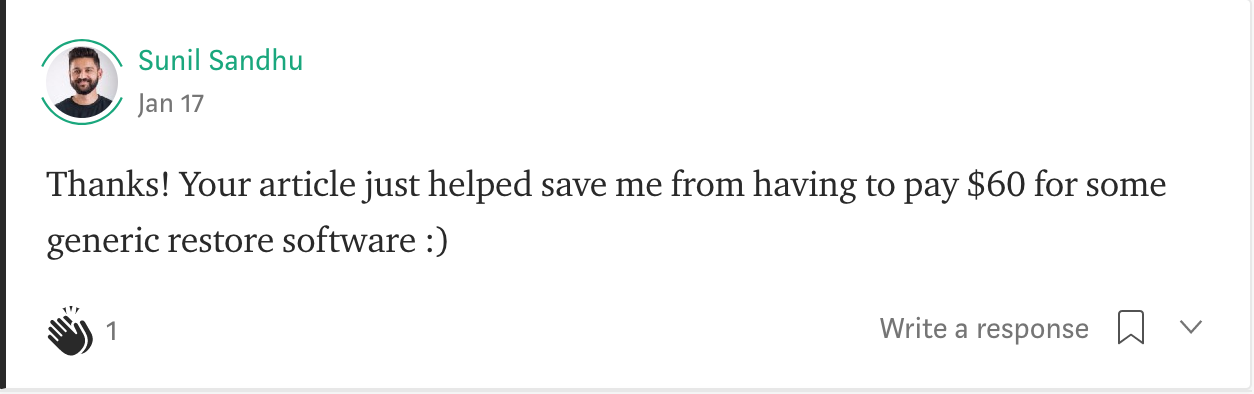 Sunil Sandhu
Jan 17
Thanks! Your article just helped save me from having to pay $60 for some
generic restore software :)
1
Write a response